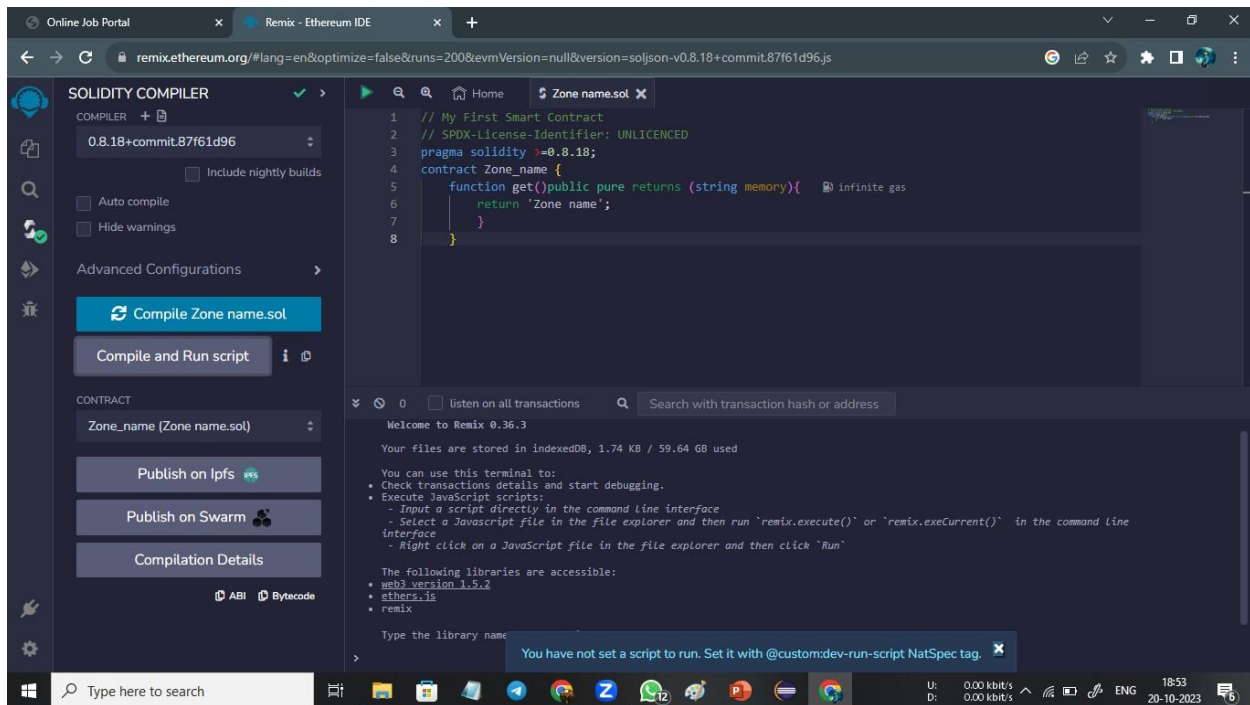 Online Job Portal
Remix - Ethereum IDE
remix.ethereum.org/#lang=en&optimize=false&runs=200&evmVersion=null&version=soljson-v0.8.18+commit.87f61d96.js
SOLIDITY COMPILER
COMPILER
0.8.18+commit.87f61d96
Include nightly builds
Auto compile
Hide warnings
Advanced Configurations
Compile Zone name.sol
Compile and Run script
CONTRACT
Zone_name (Zone name.sol)
Publish on Ipfs
IPFS
Publish on Swarm
Compilation Details
ABI Bytecode
Home Zone name.sol
1 // My First Smart Contract
2 // SPDX-License-Identifier: UNLICENCED
3 pragma solidity >=0.8.18;
4 contract Zone_name {
5 function get()public pure returns (string memory){ infinite gas
6 return 'Zone name';
7 }
8 }
0 listen on all transactions Search with transaction hash or address
Welcome to Remix 0.36.3
Your files are stored in indexedDB, 1.74 KB / 59.64 GB used
You can use this terminal to:
• Check transactions details and start debugging.
• Execute JavaScript scripts:
- Input a script directly in the command line interface
- Select a Javascript file in the file explorer and then run `remix.execute()` or `remix.exeCurrent()` in the command line
interface
- Right click on a JavaScript file in the file explorer and then click `Run`
The following libraries are accessible:
• web3 version 1.5.2
• ethers.js
• remix
Type the library name
>
You have not set a script to run. Set it with @custom:dev-run-script NatSpec tag.
Type here to search
12
U: 0.00 kbit/s
D: 0.00 kbit/s
ENG
18:53
20-10-2023
6